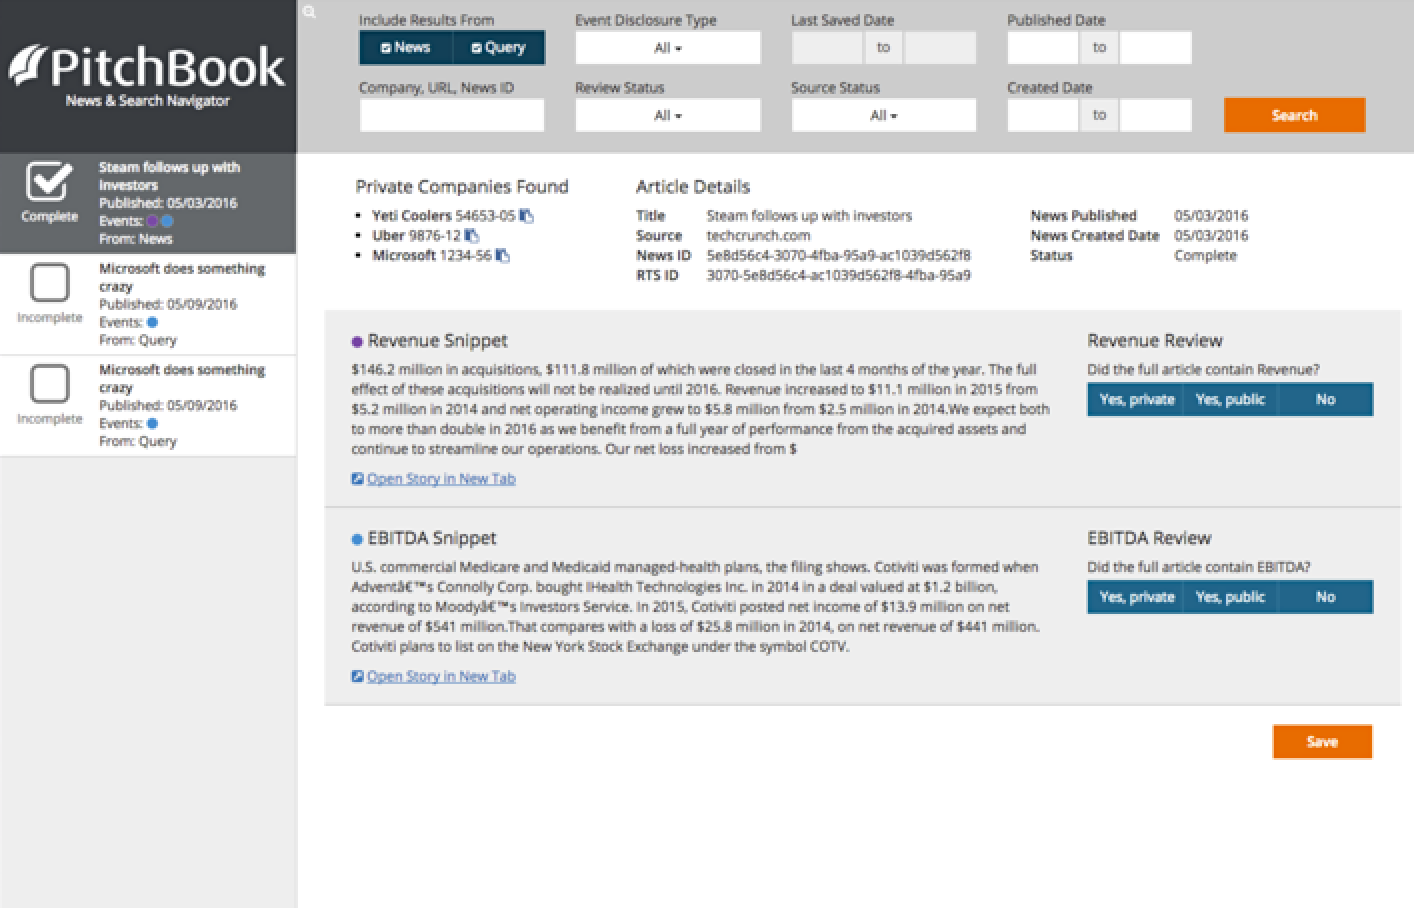 PitchBook
News & Search Navigator
Include Results From
News
Query
Event Disclosure Type
All
Last Saved Date
to
Published Date
to
Company, URL, News ID
Review Status
All
Source Status
All
Created Date
to
Search
Complete
Steam follows up with
investors
Published: 05/03/2016
Events:
From: News
Incomplete
Microsoft does something
crazy
Published: 05/09/2016
Events:
From: Query
Incomplete
Microsoft does something
crazy
Published: 05/09/2016
Events:
From: Query
Private Companies Found
• Yeti Coolers 54653-05
• Uber 9876-12
• Microsoft 1234-56
Article Details
Title Steam follows up with investors
Source techcrunch.com
News ID 5e8d56c4-3070-4fba-95a9-ac1039d562f8
RTS ID 3070-5e8d56c4-ac1039d562f8-4fba-95a9
News Published 05/03/2016
News Created Date 05/03/2016
Status Complete
Revenue Snippet
$146.2 million in acquisitions, $111.8 million of which were closed in the last 4 months of the year. The full
effect of these acquisitions will not be realized until 2016. Revenue increased to $11.1 million in 2015 from
$5.2 million in 2014 and net operating income grew to $5.8 million from $2.5 million in 2014.We expect both
to more than double in 2016 as we benefit from a full year of performance from the acquired assets and
continue to streamline our operations. Our net loss increased from $
Open Story in New Tab
Revenue Review
Did the full article contain Revenue?
Yes, private
Yes, public
No
EBITDA Snippet
U.S. commercial Medicare and Medicaid managed-health plans, the filing shows. Cotiviti was formed when
Adventâ€™s Connolly Corp. bought IHealth Technologies Inc. in 2014 in a deal valued at $1.2 billion,
according to Moodyâ€™s Investors Service. In 2015, Cotiviti posted net income of $13.9 million on net
revenue of $541 million.That compares with a loss of $25.8 million in 2014, on net revenue of $441 million.
Cotiviti plans to list on the New York Stock Exchange under the symbol COTV.
Open Story in New Tab
EBITDA Review
Did the full article contain EBITDA?
Yes, private
Yes, public
No
Save